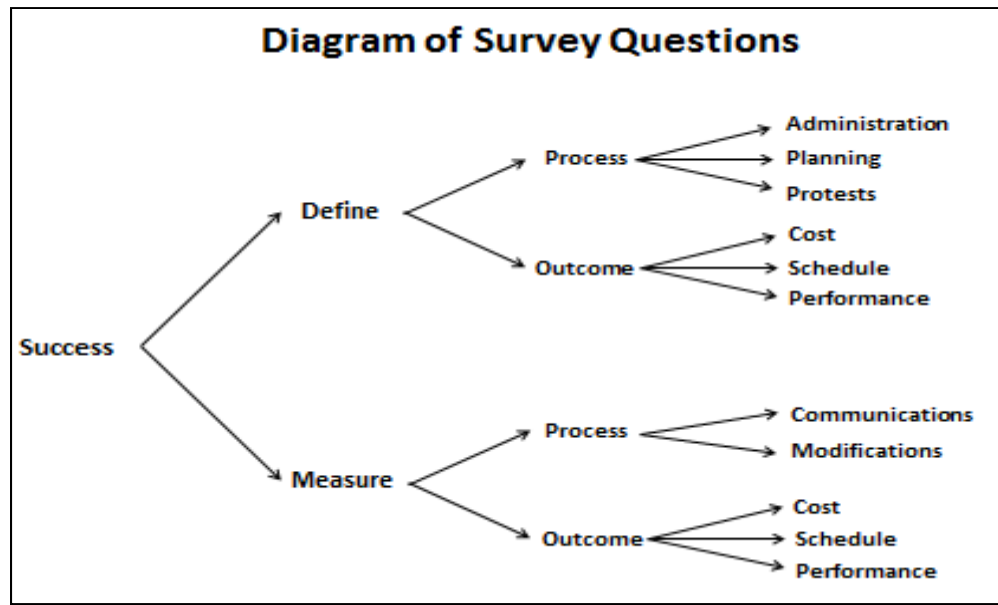 Diagram of Survey Questions
Administration
Process
Planning
Protests
Define
Cost
Outcome
Schedule
Performance
Success
Communications
Process
Modifications
Measure
Cost
Outcome
Schedule
Performance